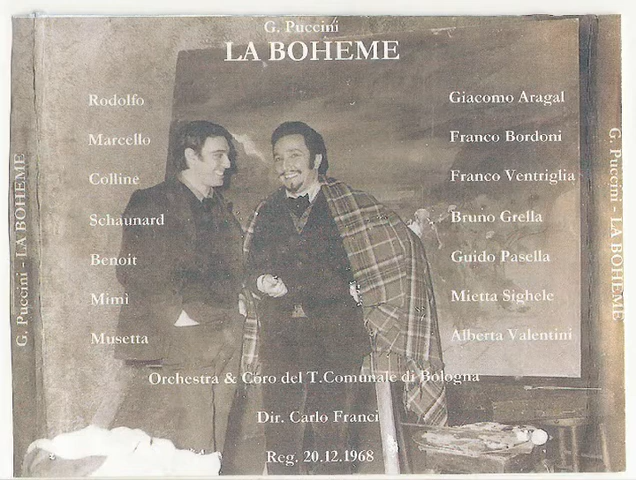 G. Puccini
LA BOHEME
Rodolfo Giacomo Aragal
Marcello Franco Bordoni
Colline Franco Ventriglia
Schaunard Bruno Grella
Benoit Guido Pasella
Mimì Mietta Sighele
Musetta Alberta Valentini
Orchestra & Coro del T.Comunale di Bologna
Dir. Carlo Franci
Reg. 20.12.1968
G. Puccini - LA BOHEME
G. Puccini - LA BOHEME